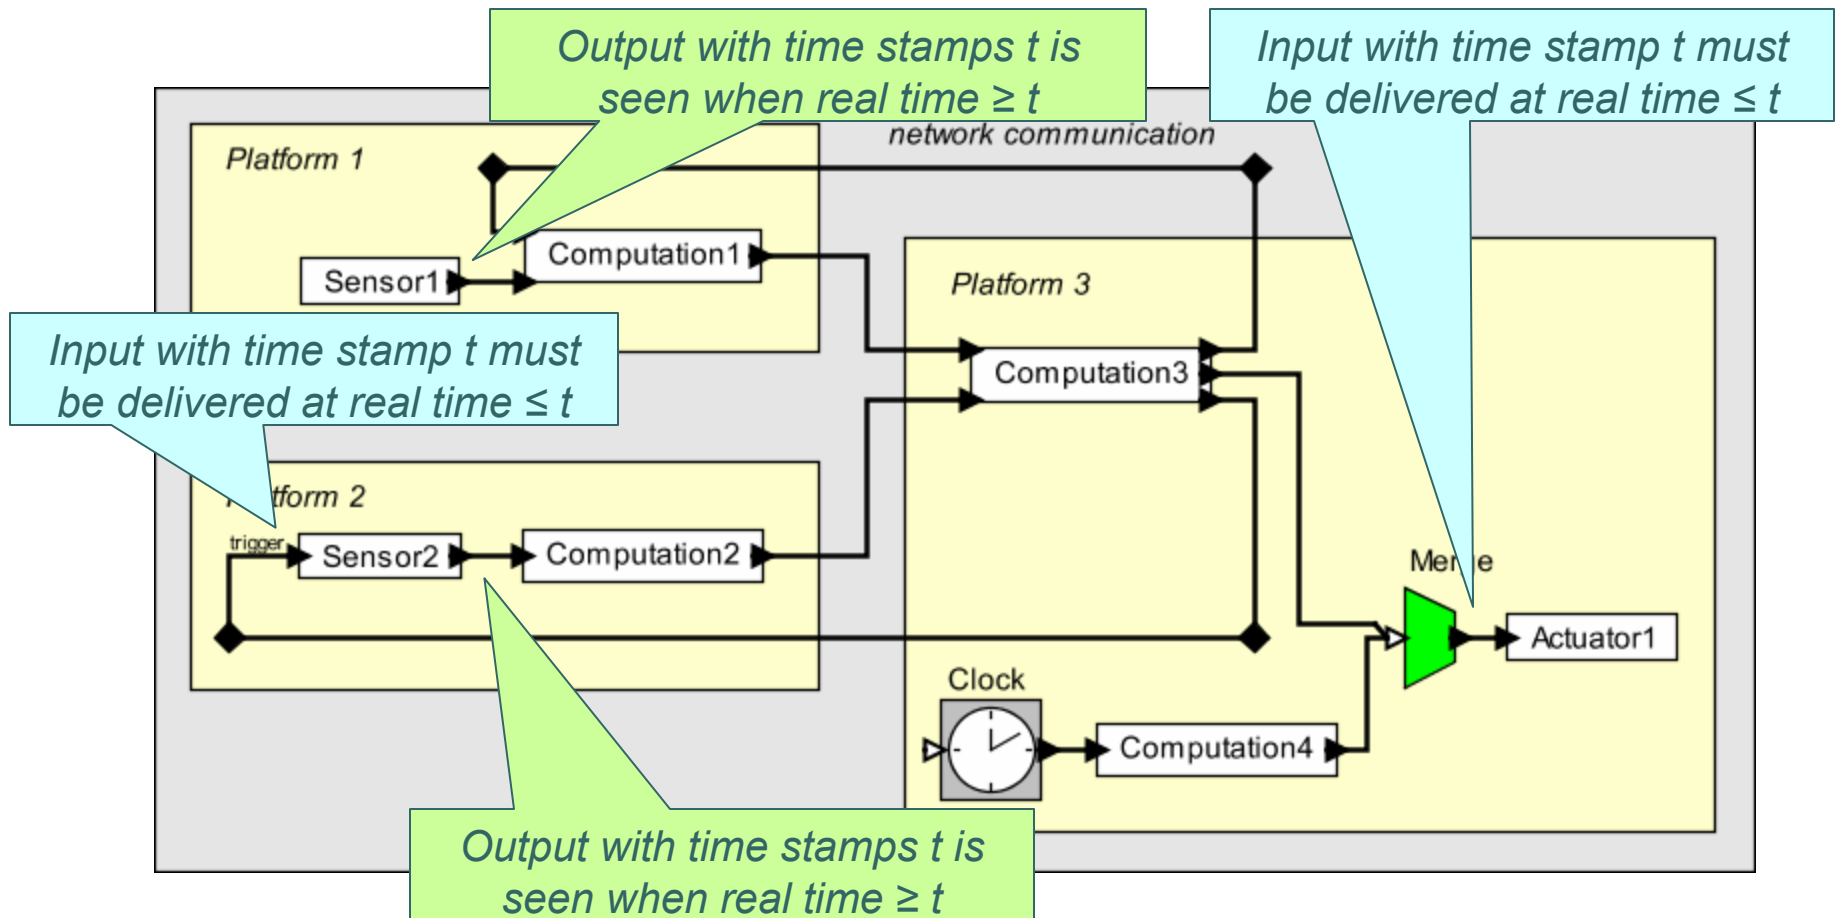 Output with time stamps t is
seen when real time ≥ t
Input with time stamp t must
be delivered at real time ≤ t
network communication
Platform 1
Computation1
Sensor1
Platform 3
Input with time stamp t must
be delivered at real time ≤ t
Computation3
tform 2
trigger
Sensor2
Computation2
Merge
Actuator1
Clock
Computation4
Output with time stamps t is
seen when real time ≥ t